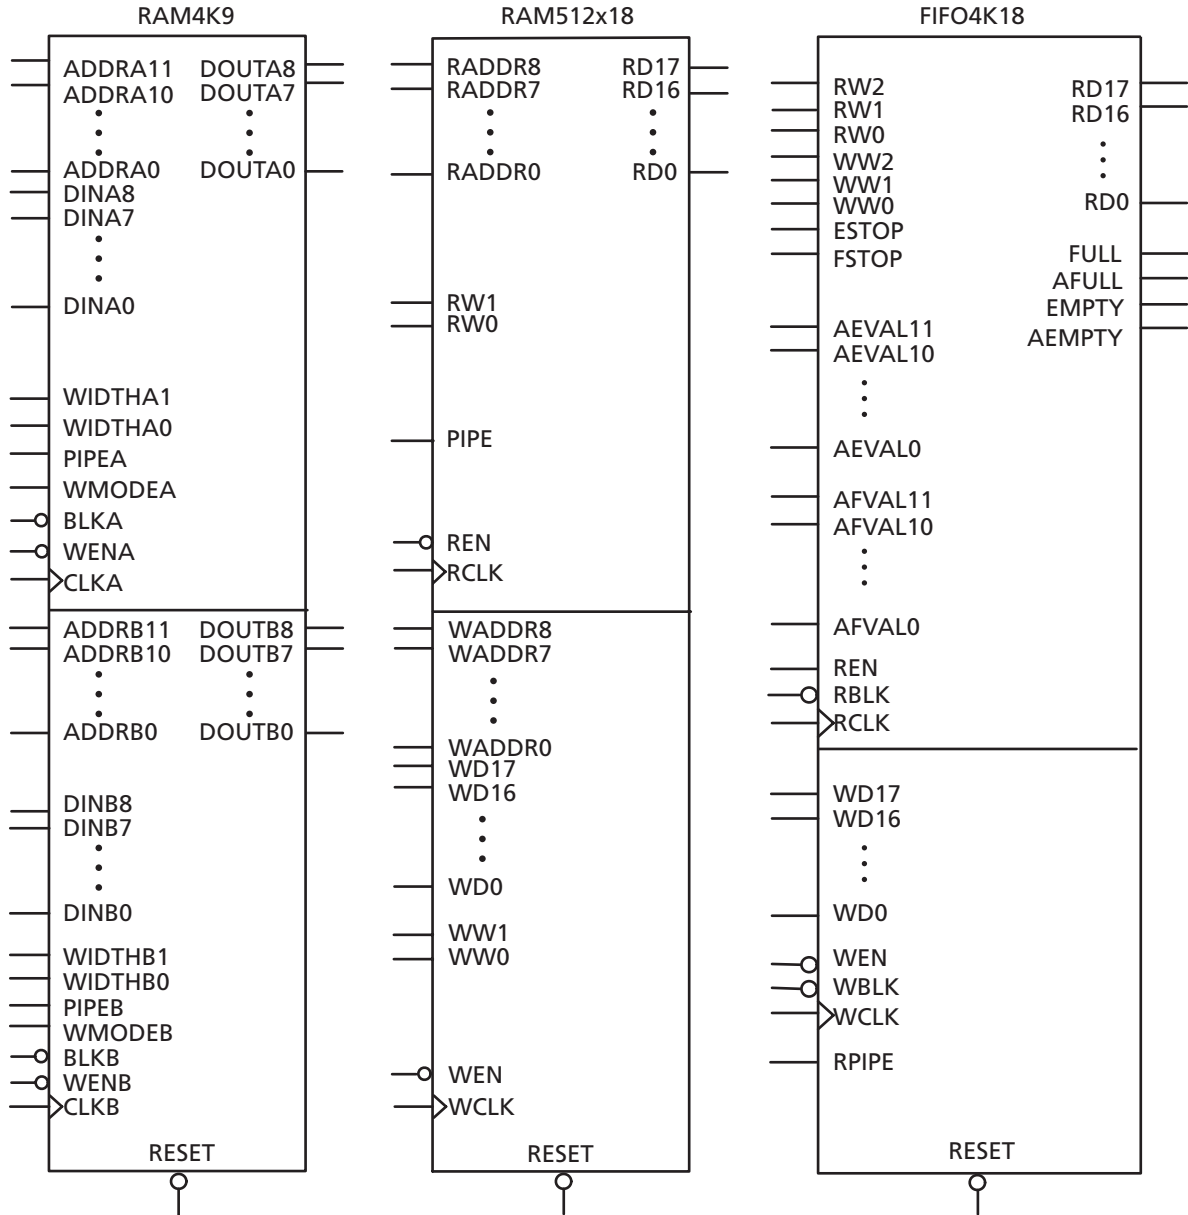 RAM4K9
ADDRA11 DOUTA8
ADDRA10 DOUTA7
ADDRA0 DOUTA0
DINA8
DINA7
DINA0
WIDTHA1
WIDTHA0
PIPEA
WMODEA
BLKA
WENA
CLKA
ADDRB11 DOUTB8
ADDRB10 DOUTB7
ADDRB0 DOUTB0
DINB8
DINB7
DINB0
WIDTHB1
WIDTHB0
PIPEB
WMODEB
BLKB
WENB
CLKB
RESET
RAM512x18
RADDR8 RD17
RADDR7 RD16
RADDR0 RD0
RW1
RW0
PIPE
REN
RCLK
WADDR8
WADDR7
WADDR0
WD17
WD16
WD0
WW1
WW0
WEN
WCLK
RESET
FIFO4K18
RW2 RD17
RW1 RD16
RW0
WW2
WW1
WW0 RD0
ESTOP
FSTOP FULL
AFULL
EMPTY
AEVAL11 AEMPTY
AEVAL10
AEVAL0
AFVAL11
AFVAL10
AFVAL0
REN
RBLK
RCLK
WD17
WD16
WD0
WEN
WBLK
WCLK
RPIPE
RESET